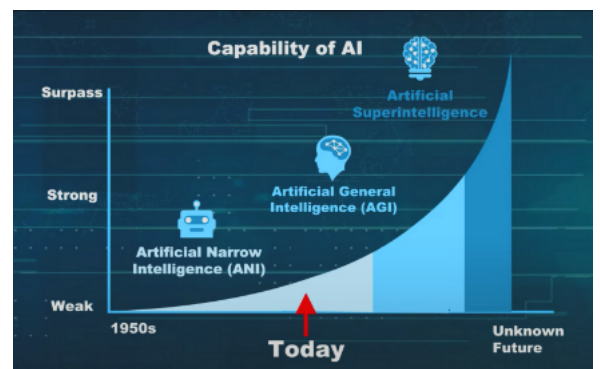 Capability of AI
Surpass
Artificial
Superintelligence
Strong
Artificial General
Intelligence (AGI)
Artificial Narrow
Intelligence (ANI)
Weak
1950s
Today
Unknown
Future